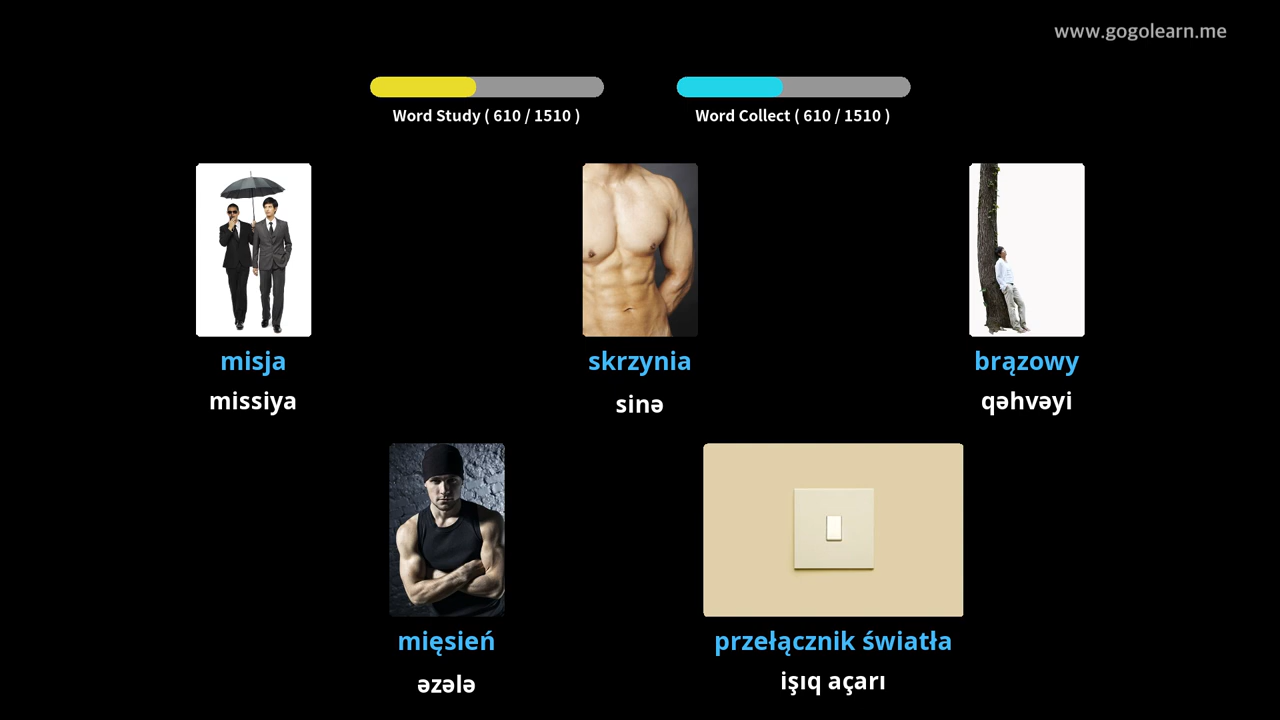 www.gogolearn.me
Word Study ( 610 / 1510 )
Word Collect ( 610 / 1510 )
misja
skrzynia
brązowy
missiya
sinə
qəhvəyi
mięsień
przełącznik światła
əzələ
işıq açarı